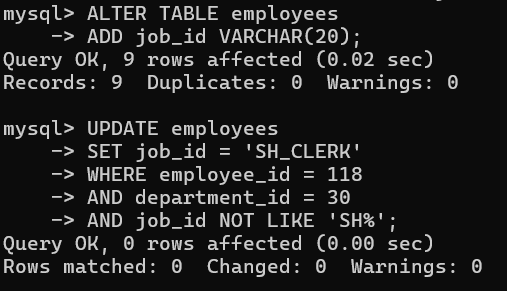 mysql> ALTER TABLE employees
    -> ADD job_id VARCHAR(20);
Query OK, 9 rows affected (0.02 sec)
Records: 9  Duplicates: 0  Warnings: 0

mysql> UPDATE employees
    -> SET job_id = 'SH_CLERK'
    -> WHERE employee_id = 118
    -> AND department_id = 30
    -> AND job_id NOT LIKE 'SH%';
Query OK, 0 rows affected (0.00 sec)
Rows matched: 0  Changed: 0  Warnings: 0